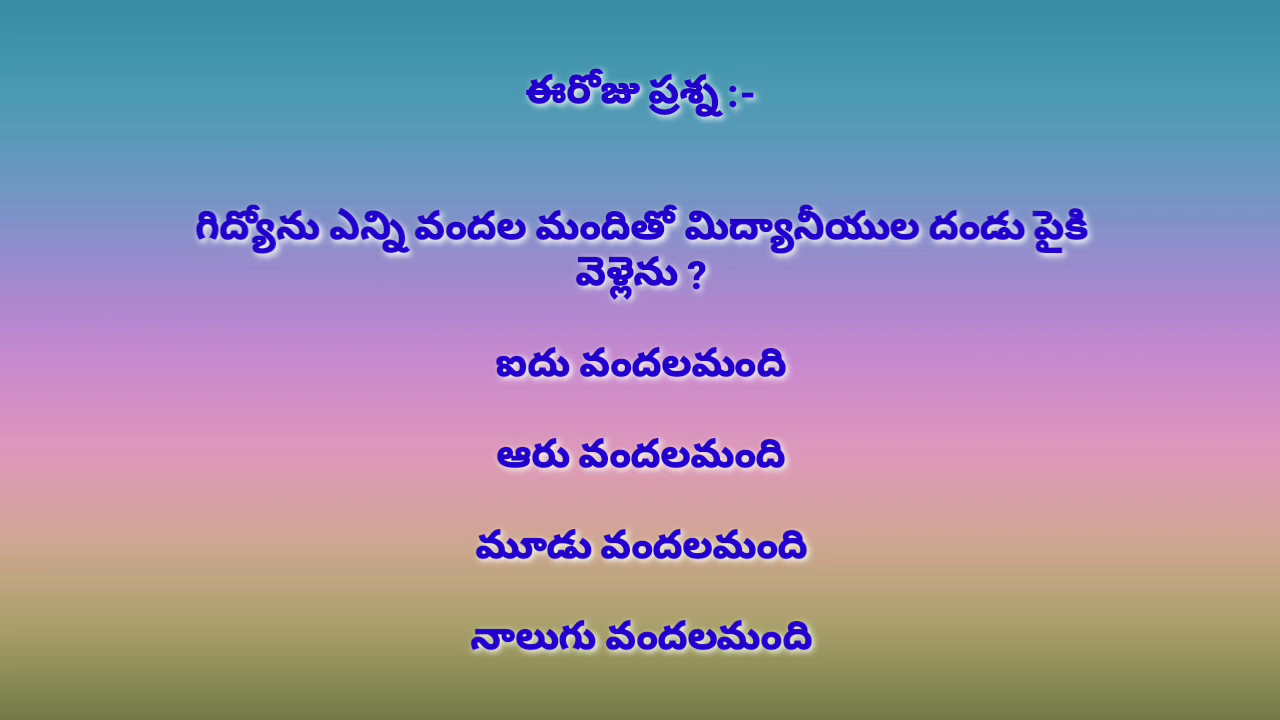 ఈరోజు ప్రశ్న :-
గిద్యోను ఎన్ని వందల మందితో మిద్యానీయుల దండు పైకి
వెళ్లెను ?
ఐదు వందలమంది
ఆరు వందలమంది
మూడు వందలమంది
నాలుగు వందలమంది